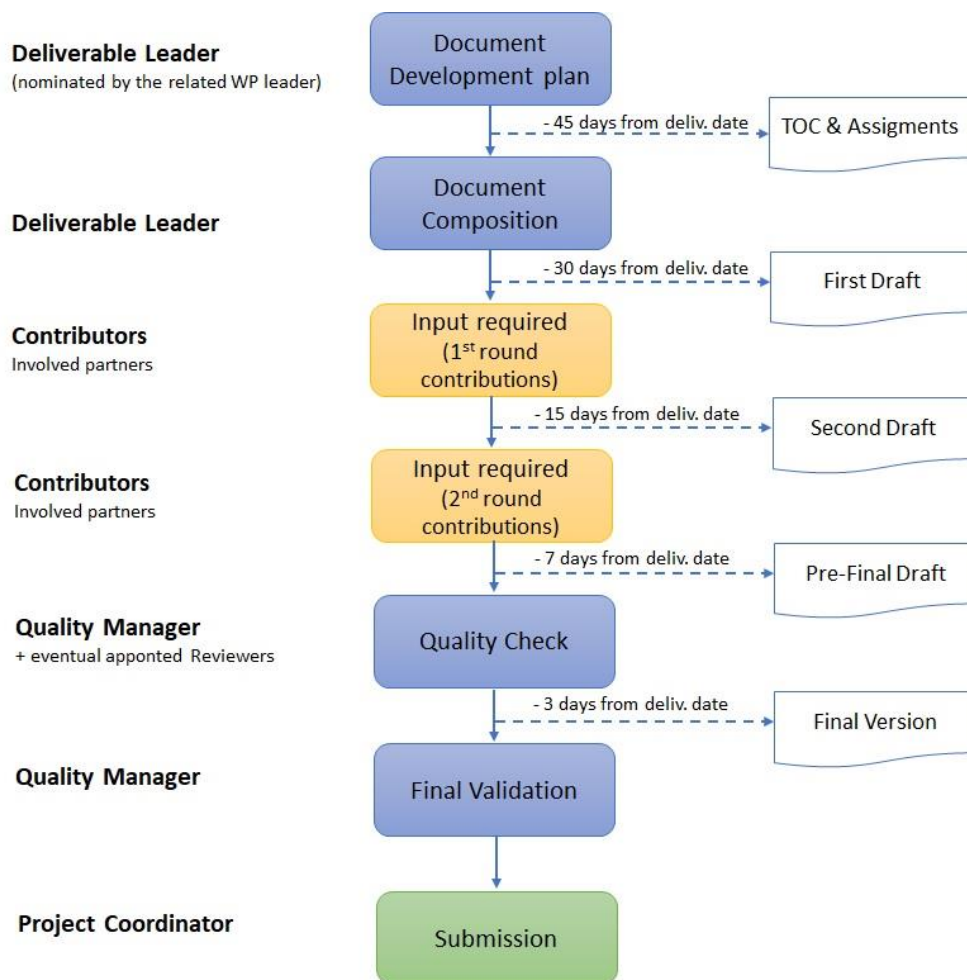 Deliverable Leader
(nominated by the related WP leader)
Document
Development plan
- 45 days from deliv. date
TOC & Assigments
Deliverable Leader
Document
Composition
- 30 days from deliv. date
First Draft
Contributors
Involved partners
Input required
(1st round
contributions)
- 15 days from deliv. date
Second Draft
Contributors
Involved partners
Input required
(2nd round
contributions)
- 7 days from deliv. date
Pre-Final Draft
Quality Manager
+ eventual apponted Reviewers
Quality Check
- 3 days from deliv. date
Final Version
Quality Manager
Final Validation
Project Coordinator
Submission